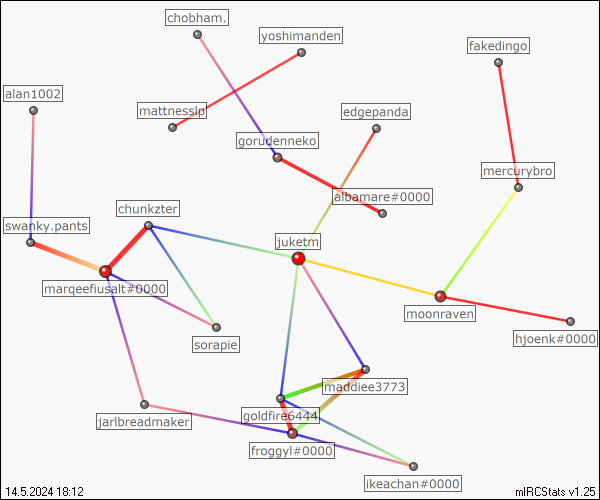 chobham.
yoshimanden
fakedingo
alan1002
mattnesslp
edgepanda
gorudenneko
mercurybro
albamare#0000
chunkzter
swanky.pants
juketm
marqeefiusalt#0000
moonraven
sorapie
hjoenk#0000
maddiee3773
goldfire6444
jarlbreadmaker
froggyl#0000
ikeachan#0000
14.5.2024 18:12
mIRCStats v1.25